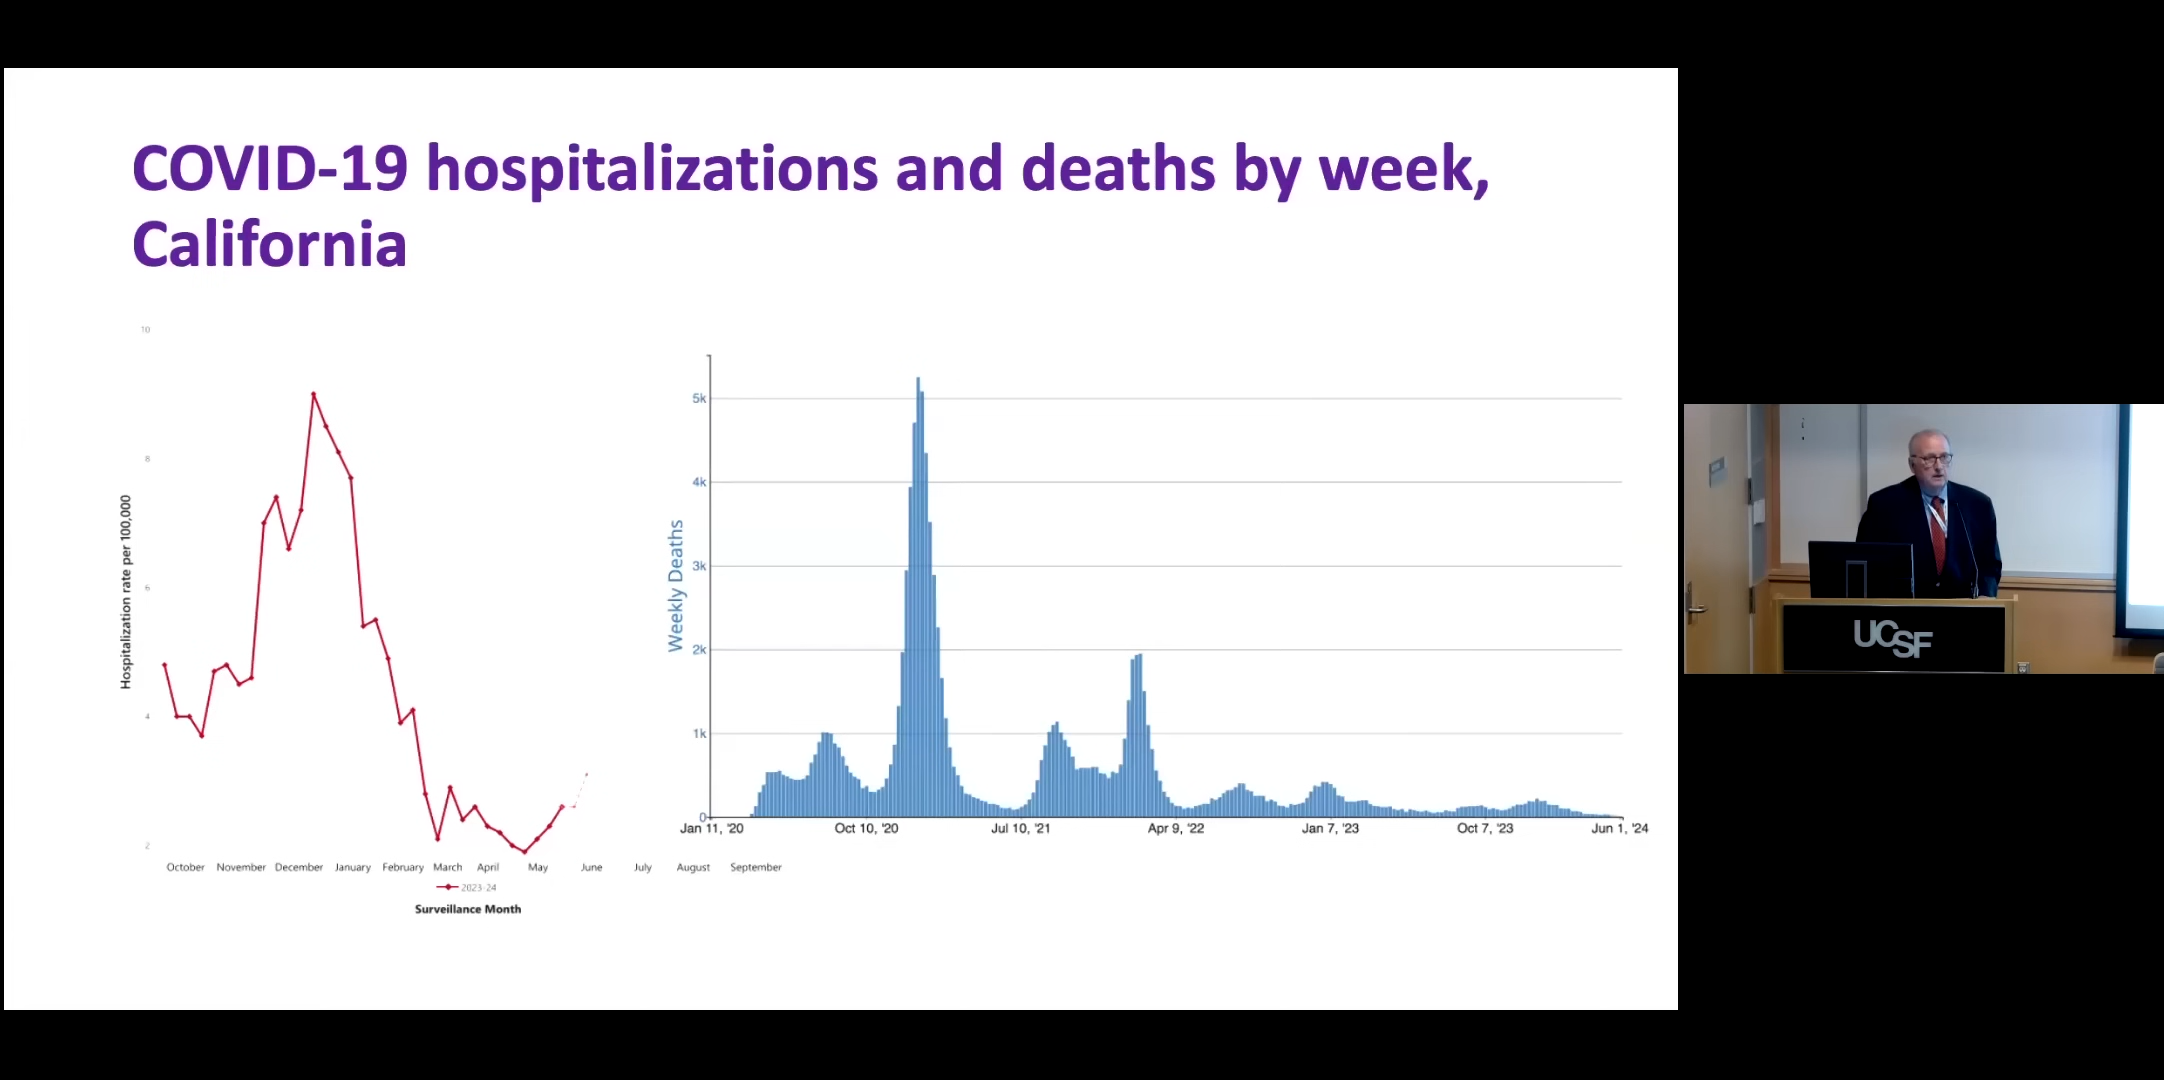 COVID-19 hospitalizations and deaths by week,
California
10
8
6
4
2
Hospitalization rate per 100,000
October November December January February March April May June July August September
2023-24
Surveillance Month
5k
4k
3k
2k
1k
0
Weekly Deaths
Jan 11, '20 Oct 10, '20 Jul 10, '21 Apr 9, '22 Jan 7, '23 Oct 7, '23 Jun 1, '24
UCSF